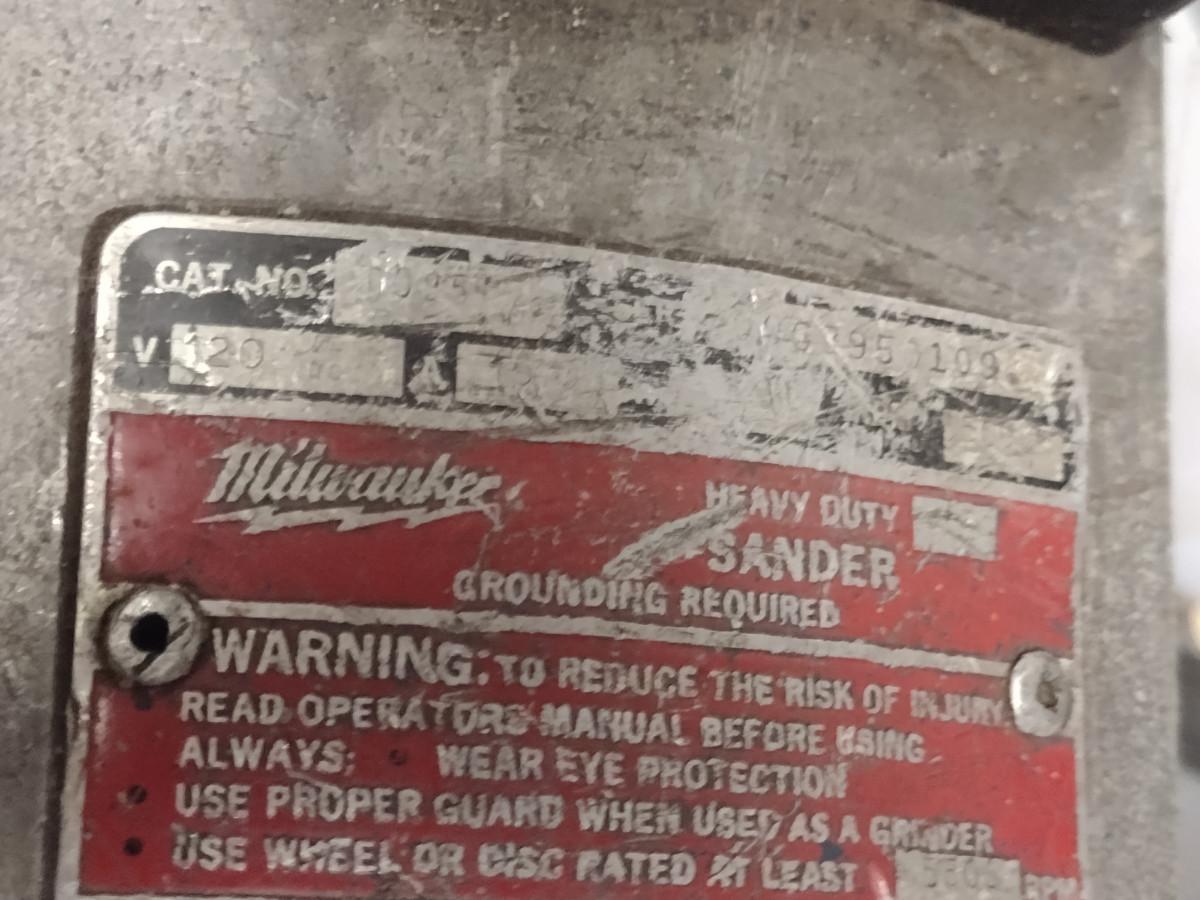 CAT. NO.
V 120 A
109
Milwaukee
HEAVY DUTY
SANDER
GROUNDING REQUIRED
WARNING: TO REDUCE THE RISK OF INJURY
READ OPERATORS MANUAL BEFORE USING
ALWAYS: • WEAR EYE PROTECTION
• USE PROPER GUARD WHEN USED AS A GRINDER
• USE WHEEL OR DISC RATED AT LEAST RPM